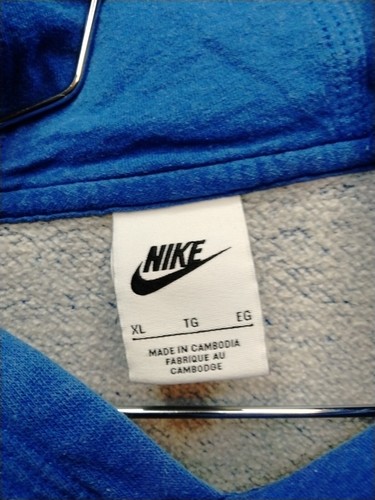 NIKE
XL TG EG
MADE IN CAMBODIA
FABRIQUE AU
CAMBODGE